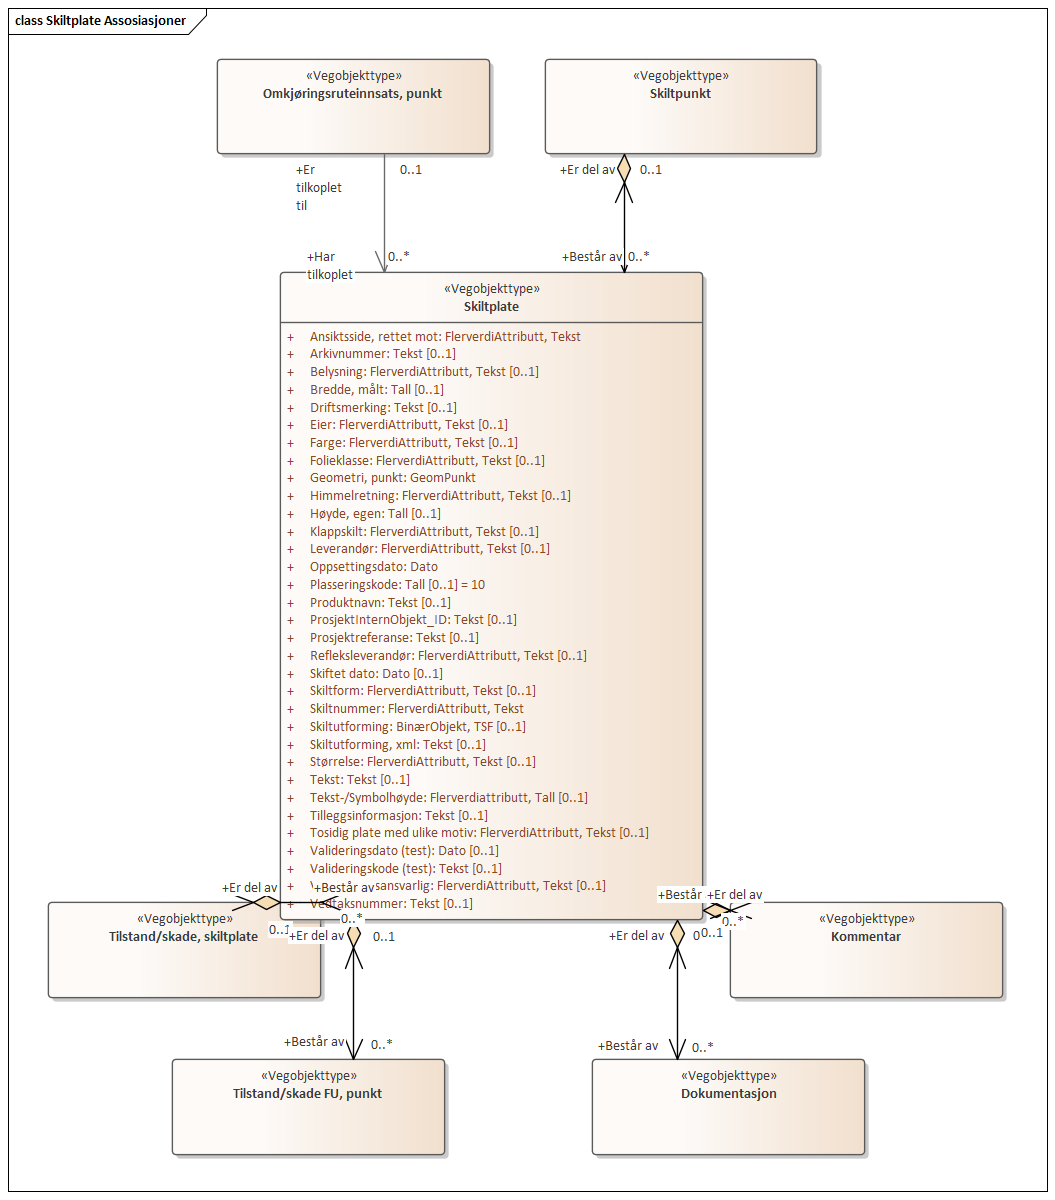 class Skiltplate Assosiasjoner
«Vegobjekttype»
Omkjøringsruteinnsats, punkt
«Vegobjekttype»
Skiltpunkt
+Er
tilkoplet
til
0..1
+Er del av
0..1
+Har
tilkoplet
0..*
+Består av
0..*
«Vegobjekttype»
Skiltplate
+ Ansiktsside, rettet mot: FlerverdiAttributt, Tekst
+ Arkivnummer: Tekst [0..1]
+ Belysning: FlerverdiAttributt, Tekst [0..1]
+ Bredde, målt: Tall [0..1]
+ Driftsmerking: Tekst [0..1]
+ Eier: FlerverdiAttributt, Tekst [0..1]
+ Farge: FlerverdiAttributt, Tekst [0..1]
+ Folieklasse: FlerverdiAttributt, Tekst [0..1]
+ Geometri, punkt: GeomPunkt
+ Himmelretning: FlerverdiAttributt, Tekst [0..1]
+ Høyde, egen: Tall [0..1]
+ Klappskilt: FlerverdiAttributt, Tekst [0..1]
+ Leverandør: FlerverdiAttributt, Tekst [0..1]
+ Oppsettingsdato: Dato
+ Plasseringskode: Tall [0..1] = 10
+ Produktnavn: Tekst [0..1]
+ ProsjektInternObjekt_ID: Tekst [0..1]
+ Prosjektreferanse: Tekst [0..1]
+ Refleksleverandør: FlerverdiAttributt, Tekst [0..1]
+ Skiftet dato: Dato [0..1]
+ Skiltform: FlerverdiAttributt, Tekst [0..1]
+ Skiltnummer: FlerverdiAttributt, Tekst
+ Skiltutforming: BinærObjekt, TSF [0..1]
+ Skiltutforming, xml: Tekst [0..1]
+ Størrelse: FlerverdiAttributt, Tekst [0..1]
+ Tekst: Tekst [0..1]
+ Tekst-/Symbolhøyde: Flerverdiattributt, Tall [0..1]
+ Tilleggsinformasjon: Tekst [0..1]
+ Tosidig plate med ulike motiv: FlerverdiAttributt, Tekst [0..1]
+ Valideringsdato (test): Dato [0..1]
+ Valideringskode (test): Tekst [0..1]
+ sansvarlig: FlerverdiAttributt, Tekst [0..1]
+ Vedtaksnummer: Tekst [0..1]
+Er del av
+Består av
0..1
0..*
+Består
+Er del av
0..*
0..1
«Vegobjekttype»
Tilstand/skade, skiltplate
«Vegobjekttype»
Kommentar
+Er del av
0..1
+Er del av
+Består av
0..*
+Består av
0..*
«Vegobjekttype»
Tilstand/skade FU, punkt
«Vegobjekttype»
Dokumentasjon